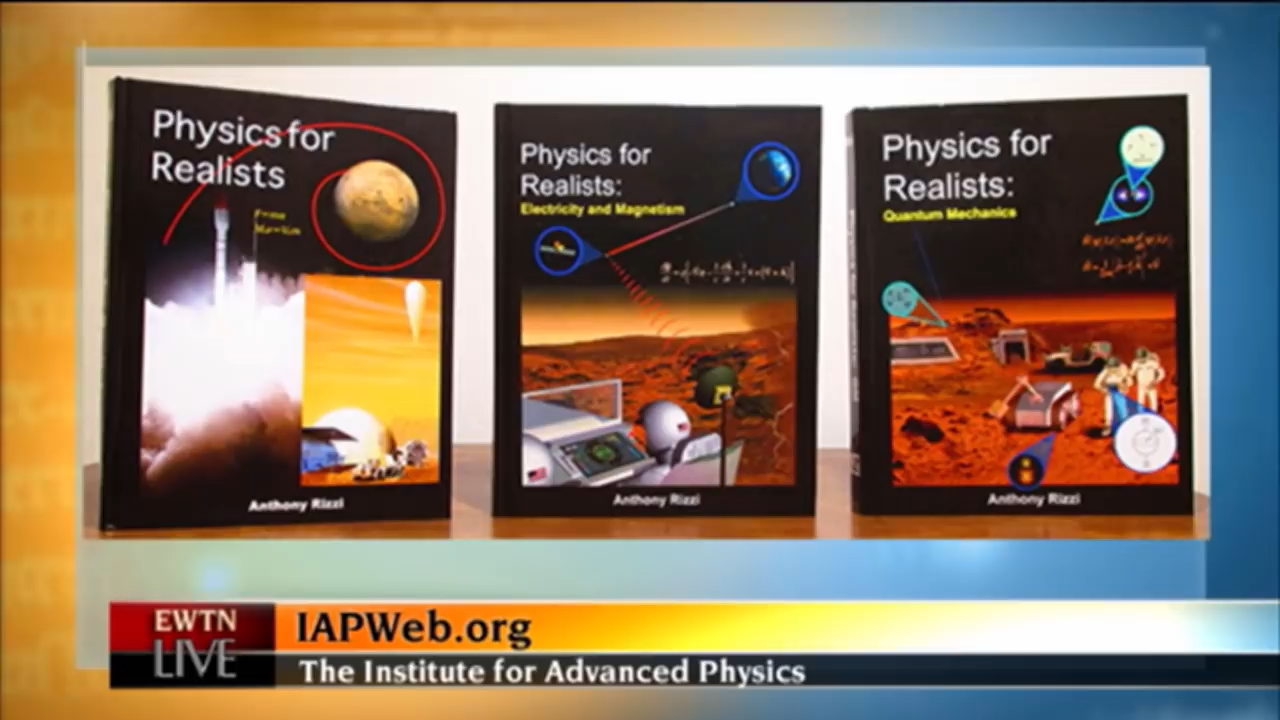 Physics for
Realists
Anthony Rizzi
Physics for
Realists:
Electricity and Magnetism
Anthony Rizzi
Physics for
Realists:
Quantum Mechanics
Anthony Rizzi
EWTN
LIVE
IAPWeb.org
The Institute for Advanced Physics